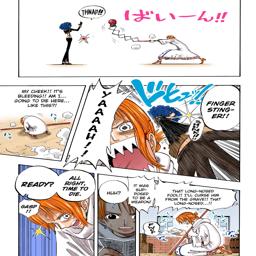 THWAP!!
ばいーん!!
MY CHEEK!! IT'S
BLEEDING!! AM I...
GOING TO DIE HERE,
LIKE THIS?!
YAAAAH!!
FINGER
STING-
ER!!
READY?
ALL
RIGHT,
TIME TO
DIE.
GASP!!
HUH?
IT WAS
SUP-
POSED
TO BE A
WEAPON!
THAT LONG-NOSED
FOOL!! I'LL CURSE HIM
FROM THE GRAVE!! THAT
LONG-NOSED FOOL...!!